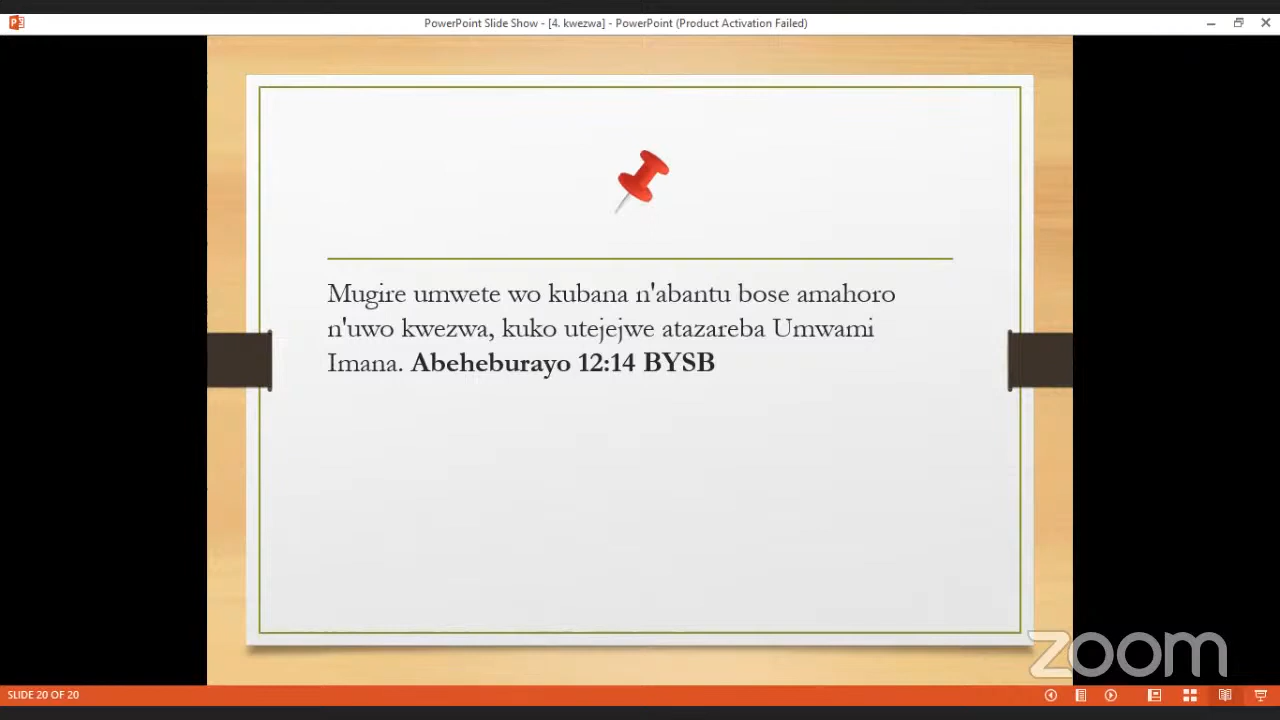 PowerPoint Slide Show - [4. kwezwa] - PowerPoint (Product Activation Failed)
Mugire umwete wo kubana n'abantu bose amahoro
n'uwo kwezwa, kuko utejejwe atazareba Umwami
Imana. Abeheburayo 12:14 BYSB
zoom
SLIDE 20 OF 20